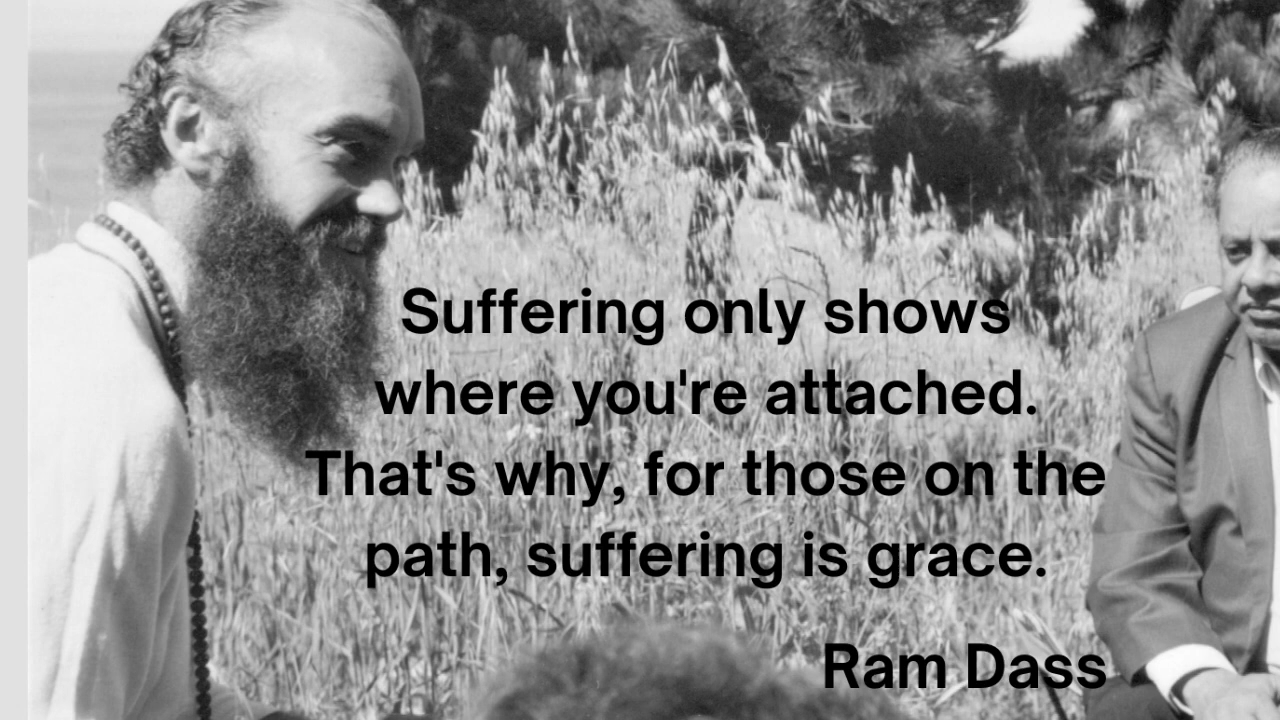 Suffering only shows
where you're attached.
That's why, for those on the
path, suffering is grace.
Ram Dass